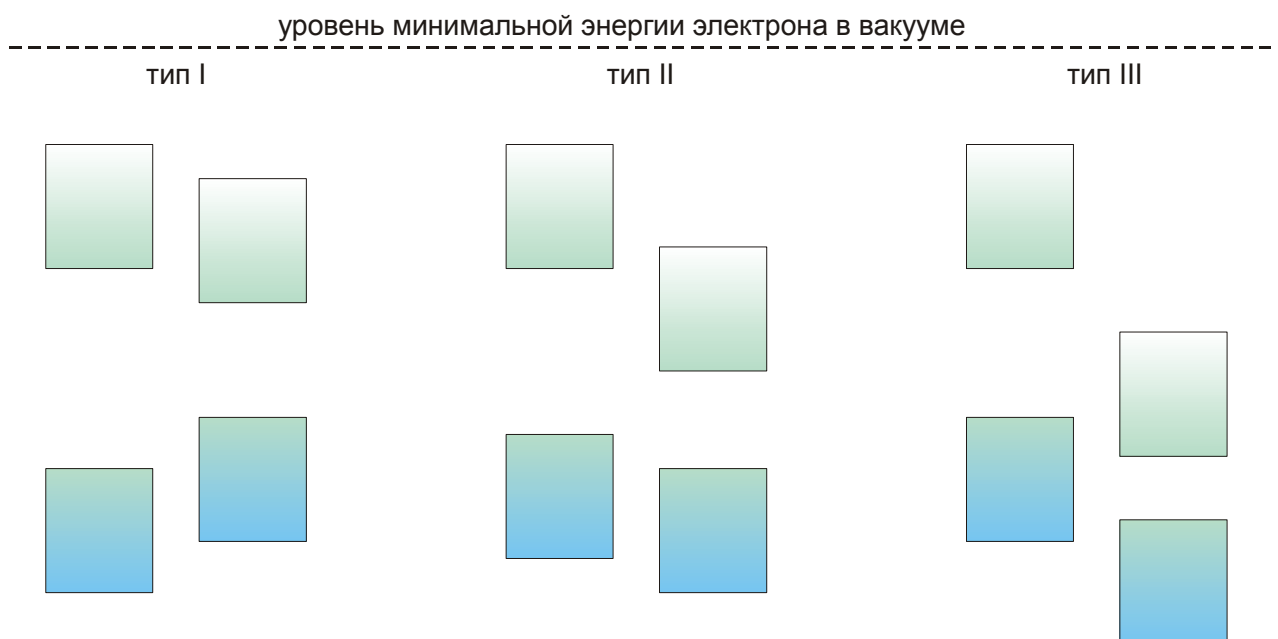 уровень минимальной энергии электрона в вакууме
тип I
тип II
тип III